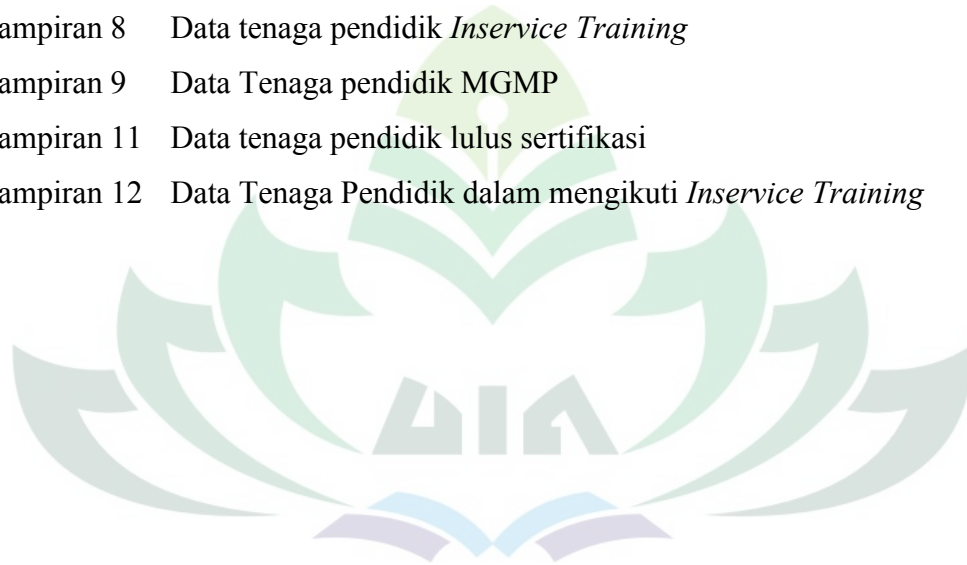 ampiran 8 Data tenaga pendidik Inservice Training
ampiran 9 Data Tenaga pendidik MGMP
ampiran 11 Data tenaga pendidik lulus sertifikasi
ampiran 12 Data Tenaga Pendidik dalam mengikuti Inservice Training
UIN